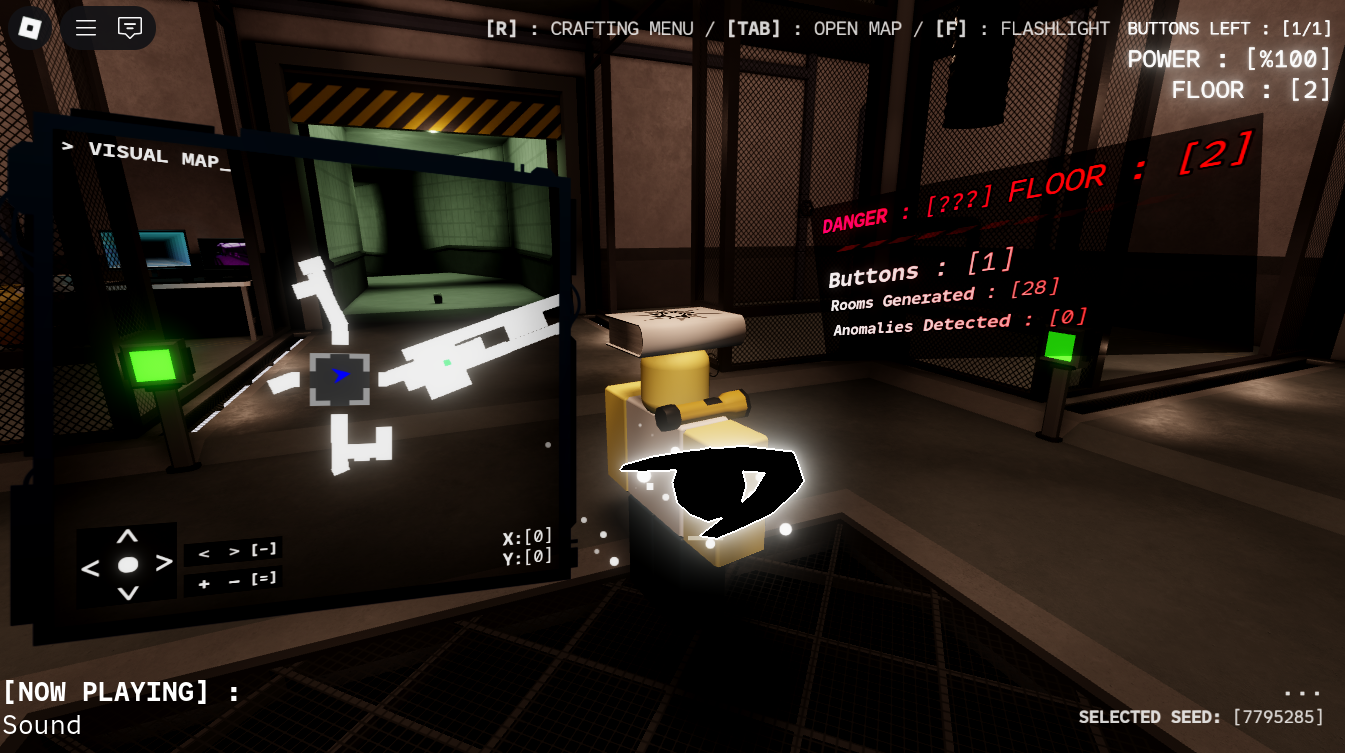 [R] : CRAFTING MENU / [TAB] : OPEN MAP / [F] : FLASHLIGHT
BUTTONS LEFT : [1/1]
POWER : [%100]
FLOOR : [2]
> VISUAL MAP_
DANGER : [???] FLOOR : [2]
Buttons : [1]
Rooms Generated : [28]
Anomalies Detected : [0]
< > [-]
+ - [=]
X:[0]
Y:[0]
[NOW PLAYING] :
Sound
...
SELECTED SEED: [7795285]